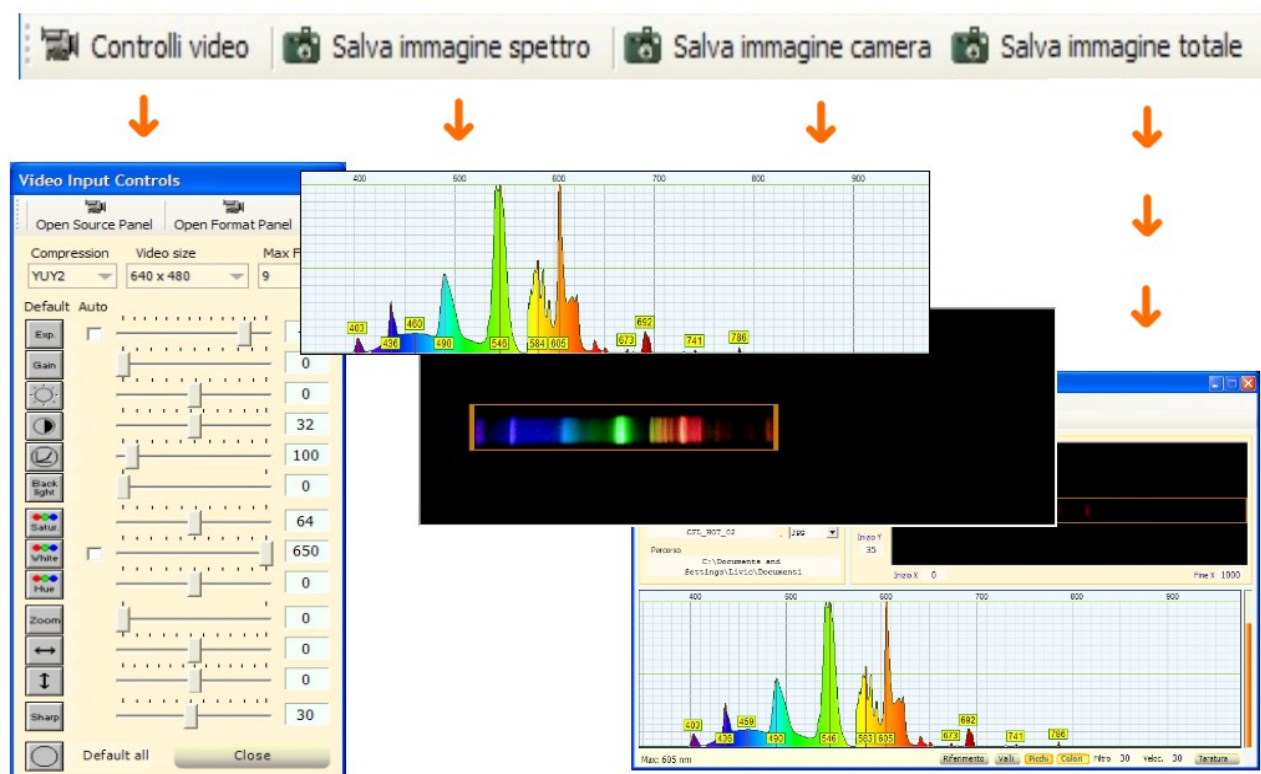 Controlli video Salva immagine spettro Salva immagine camera Salva immagine totale
Video Input Controls
Open Source Panel Open Format Panel
Compression Video size Max F
YUY2 640 x 480 9
Default Auto
Exp.
Gain 0
0
32
100
Back light 0
Satur. 64
White 650
Hue 0
Zoom 0
0
0
Sharp 30
Default all Close
400 500 600 700 800 900
403 436 460 490 546 584 605 673 692 741 786
CFL_HOT_03 . JPG
Percorso
C:\Documents and
Settings\Livio\Documenti
Inizio Y
35
Inizio X 0 Fine X 1000
400 500 600 700 800 900
403 436 459 490 546 583 605 673 692 741 786
Max: 605 nm Riferimento Valli Picchi Colori Filtro 30 Veloc. 30 Taratura